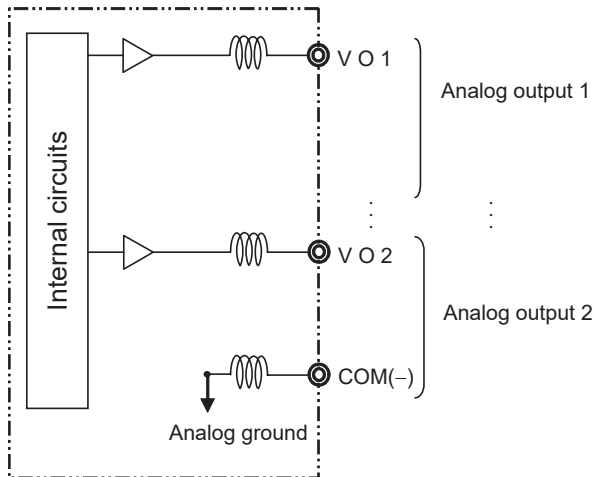 Internal circuits
V O 1
Analog output 1
V O 2
Analog output 2
COM(−)
Analog ground